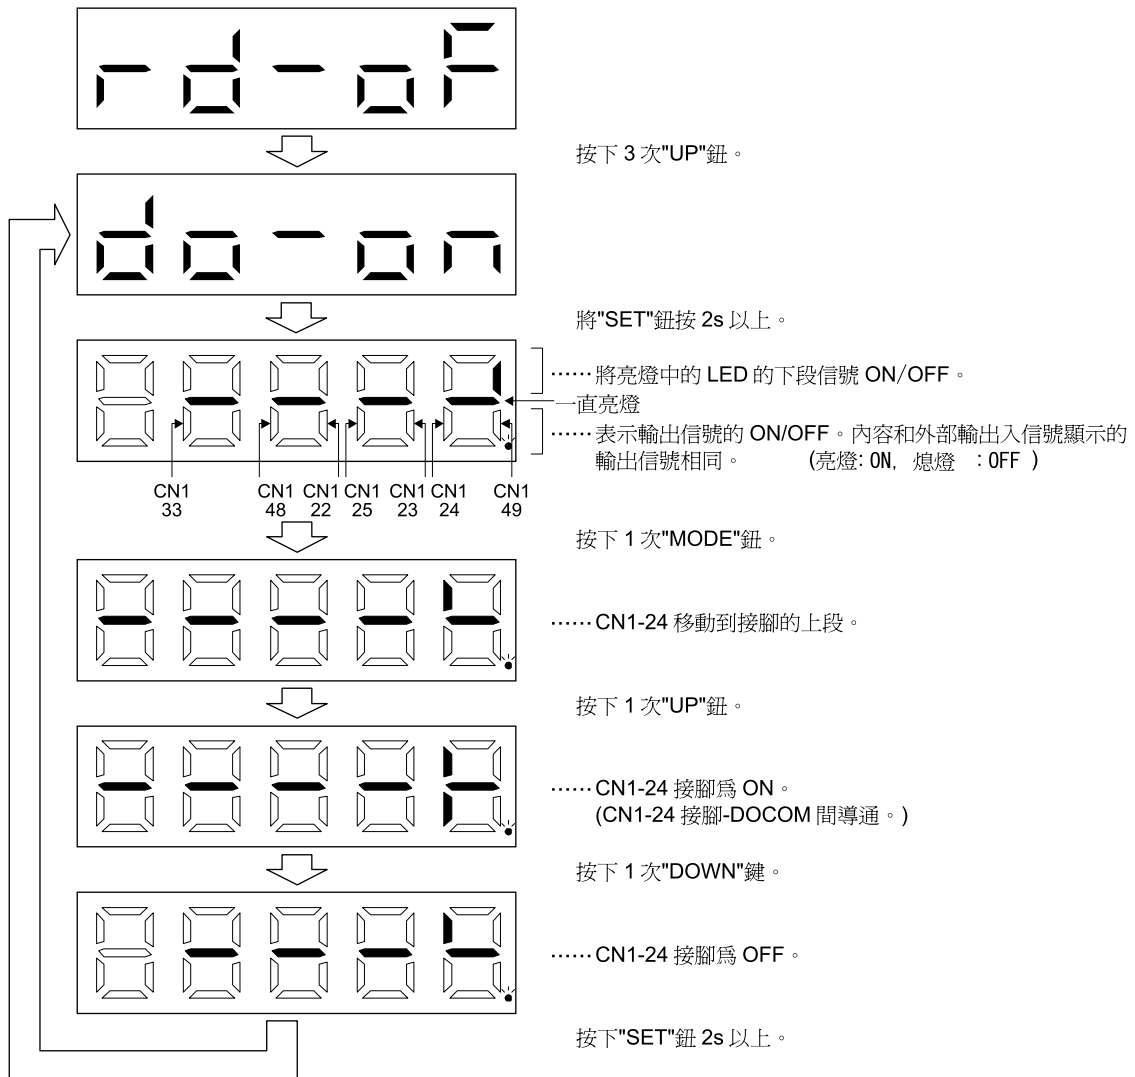 rd-oF
按下 3 次"UP"鈕。
do-on
將"SET"鈕按 2s 以上。
……將亮燈中的 LED 的下段信號 ON/OFF。
一直亮燈
……表示輸出信號的 ON/OFF。內容和外部輸出入信號顯示的
輸出信號相同。 (亮燈: ON, 熄燈 : OFF )
CN1 CN1 CN1 CN1 CN1 CN1 CN1
33 48 22 25 23 24 49
按下 1 次"MODE"鈕。
……CN1-24 移動到接腳的上段。
按下 1 次"UP"鈕。
……CN1-24 接腳爲 ON。
(CN1-24 接腳-DOCOM 間導通。)
按下 1 次"DOWN"鍵。
……CN1-24 接腳爲 OFF。
按下"SET"鈕 2s 以上。